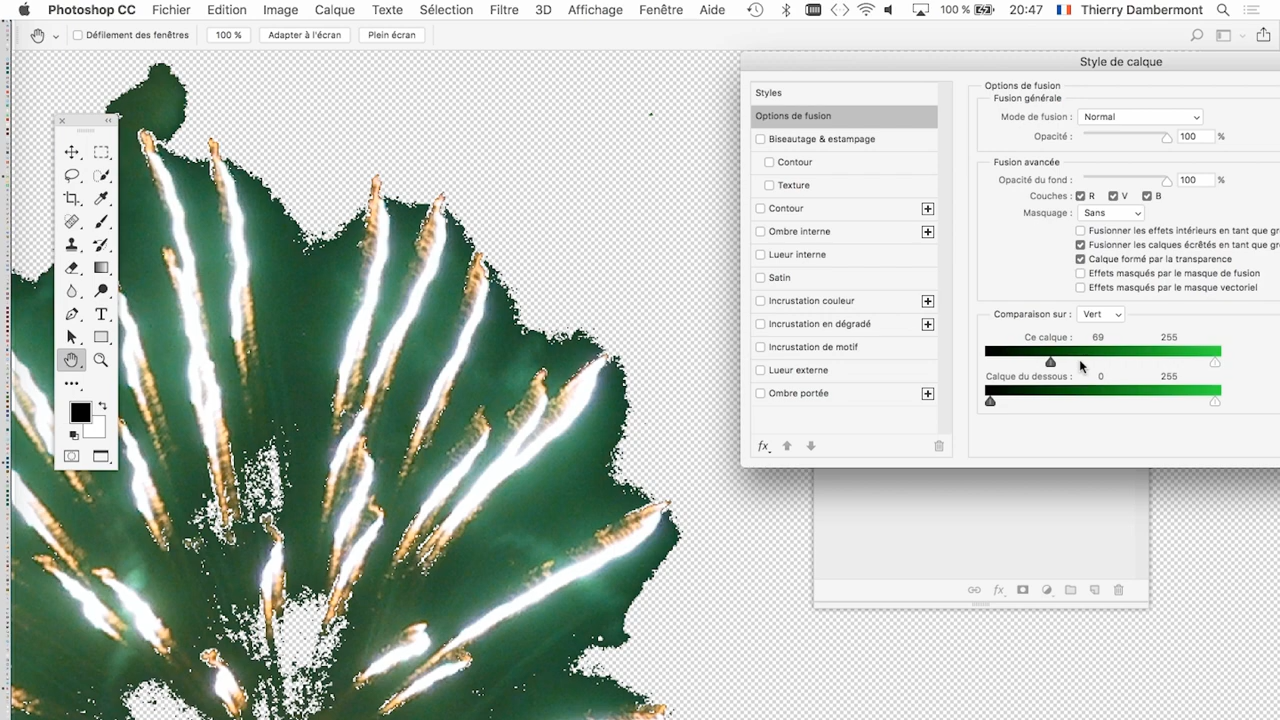 Photoshop CC Fichier Edition Image Calque Texte Sélection Filtre 3D Affichage Fenêtre Aide 100 % 20:47 Thierry Dambermont
Défilement des fenêtres 100 % Adapter à l'écran Plein écran
Style de calque
Styles
Options de fusion
Biseautage & estampage
Contour
Texture
Contour
Ombre interne
Lueur interne
Satin
Incrustation couleur
Incrustation en dégradé
Incrustation de motif
Lueur externe
Ombre portée
fx
Options de fusion
Fusion générale
Mode de fusion : Normal
Opacité : 100 %
Fusion avancée
Opacité du fond : 100 %
Couches : R V B
Masquage : Sans
Fusionner les effets intérieurs en tant que gr
Fusionner les calques écrêtés en tant que gr
Calque formé par la transparence
Effets masqués par le masque de fusion
Effets masqués par le masque vectoriel
Comparaison sur : Vert
Ce calque : 69 255
Calque du dessous : 0 255
fx